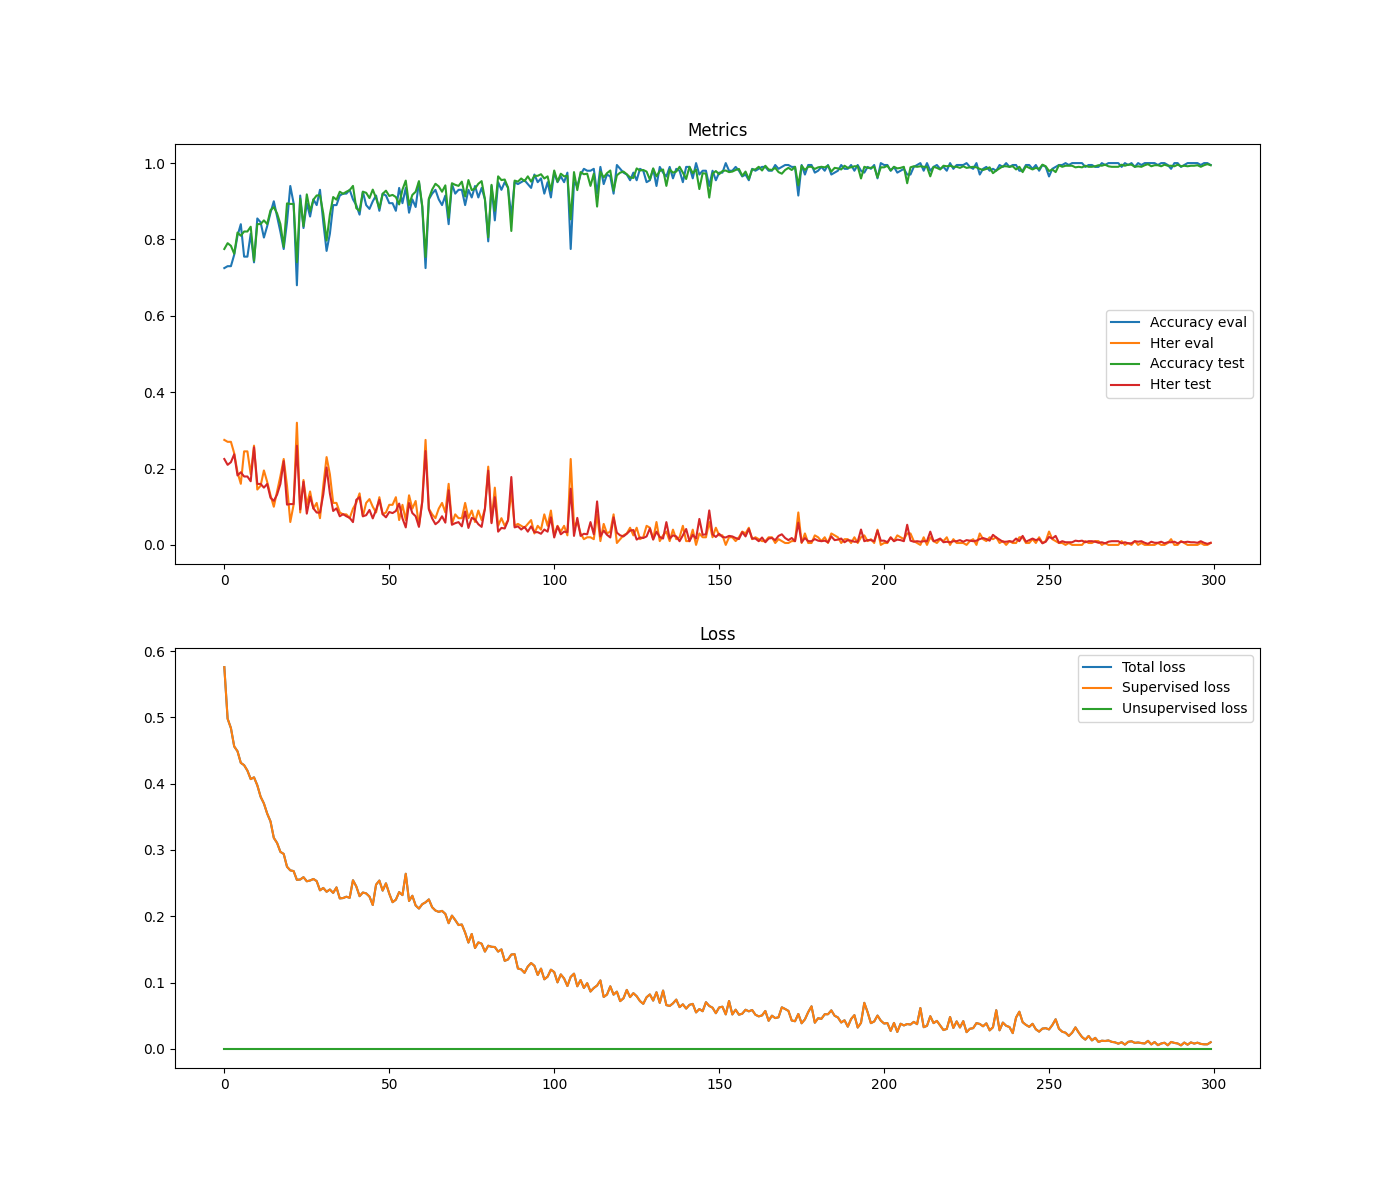 Metrics
1.0
0.8
0.6
0.4
0.2
0.0
Accuracy eval
Hter eval
Accuracy test
Hter test
0 50 100 150 200 250 300
Loss
0.6
0.5
0.4
0.3
0.2
0.1
0.0
Total loss
Supervised loss
Unsupervised loss
0 50 100 150 200 250 300